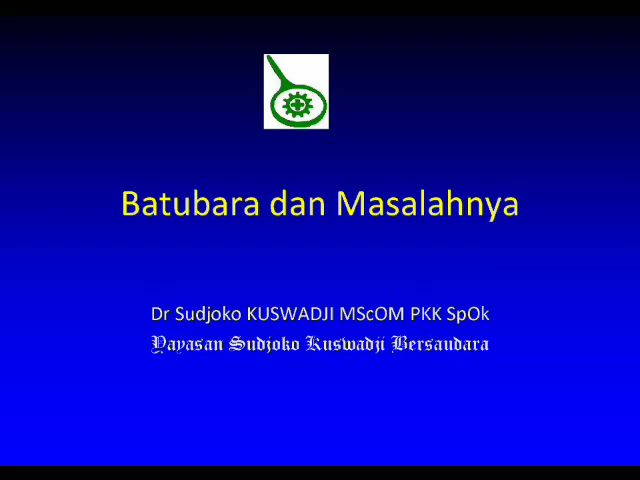 Batubara dan Masalahnya
Dr Sudjoko KUSWADJI MScOM PKK SpOk
Yayasan Sudjoko Kuswadji Bersaudara